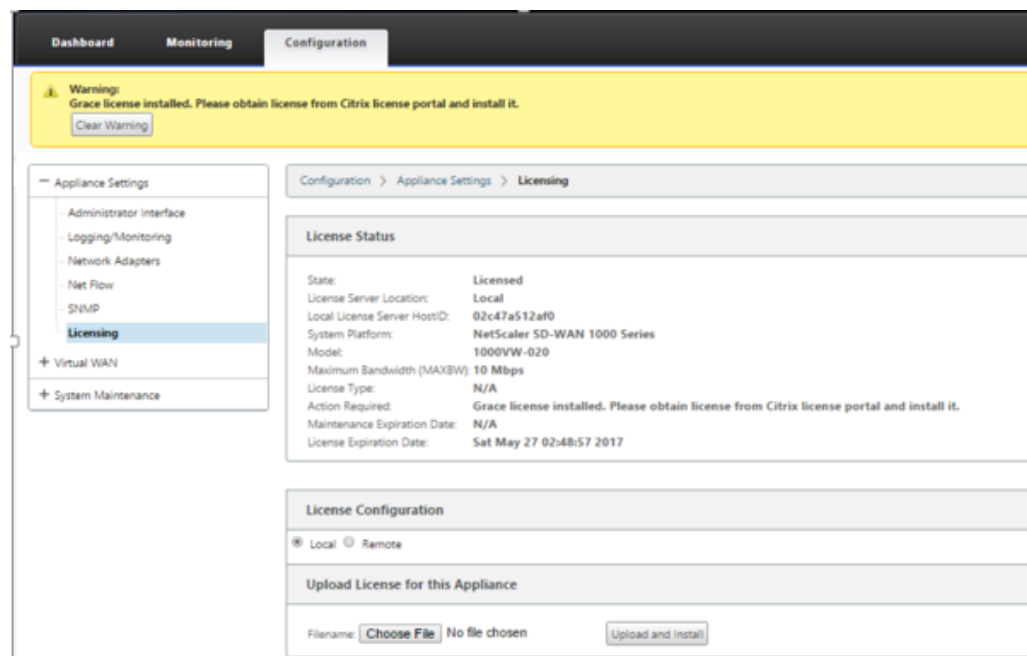 Dashboard Monitoring Configuration
Warning:
Grace license installed. Please obtain license from Citrix license portal and install it.
Clear Warning
Appliance Settings
Administrator Interface
Logging/Monitoring
Network Adapters
Net Flow
SNMP
Licensing
Virtual WAN
System Maintenance
Configuration > Appliance Settings > Licensing
License Status
State: Licensed
License Server Location: Local
Local License Server HostID: 02c47a512af0
System Platform: NetScaler SD-WAN 1000 Series
Model: 1000VW-020
Maximum Bandwidth (MAXBW): 10 Mbps
License Type: N/A
Action Required: Grace license installed. Please obtain license from Citrix license portal and install it.
Maintenance Expiration Date: N/A
License Expiration Date: Sat May 27 02:48:57 2017
License Configuration
Local Remote
Upload License for this Appliance
Filename: Choose File No file chosen Upload and Install